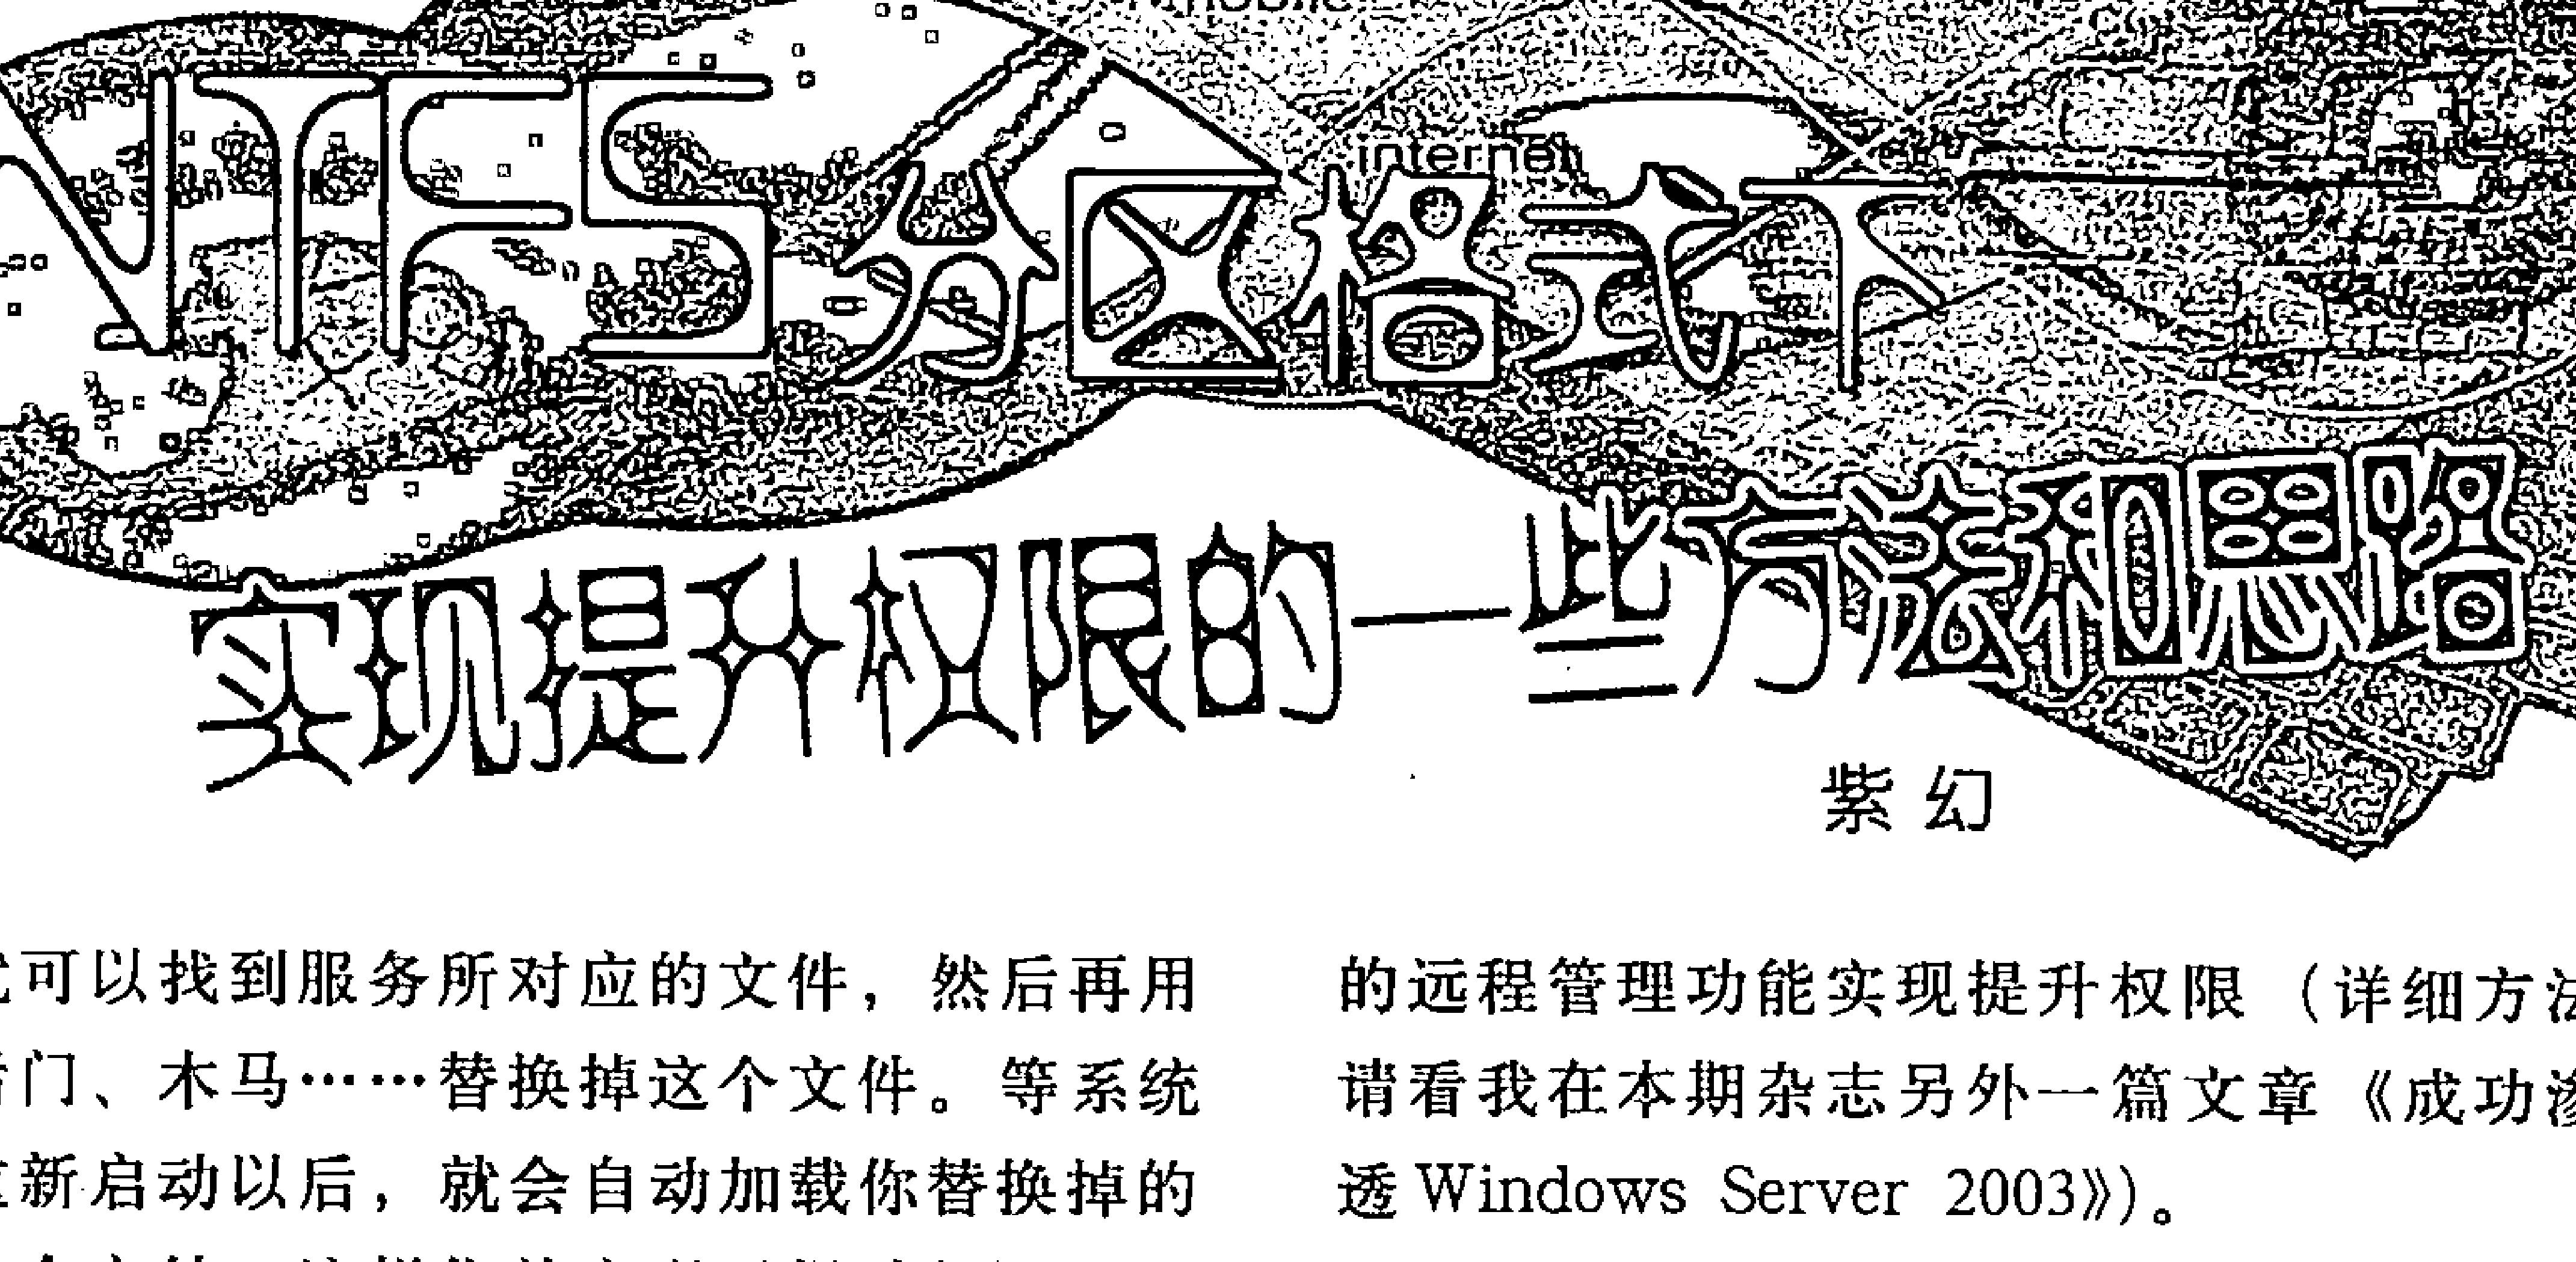 internet
NTFS分区格式下
实现提升权限的一些方法和思路
紫幻
可以找到服务所对应的文件，然后再用
门、木马……替换掉这个文件。等系统
新启动以后，就会自动加载你替换掉的
的远程管理功能实现提升权限（详细方法
请看我在本期杂志另外一篇文章《成功渗
透Windows Server 2003》）。